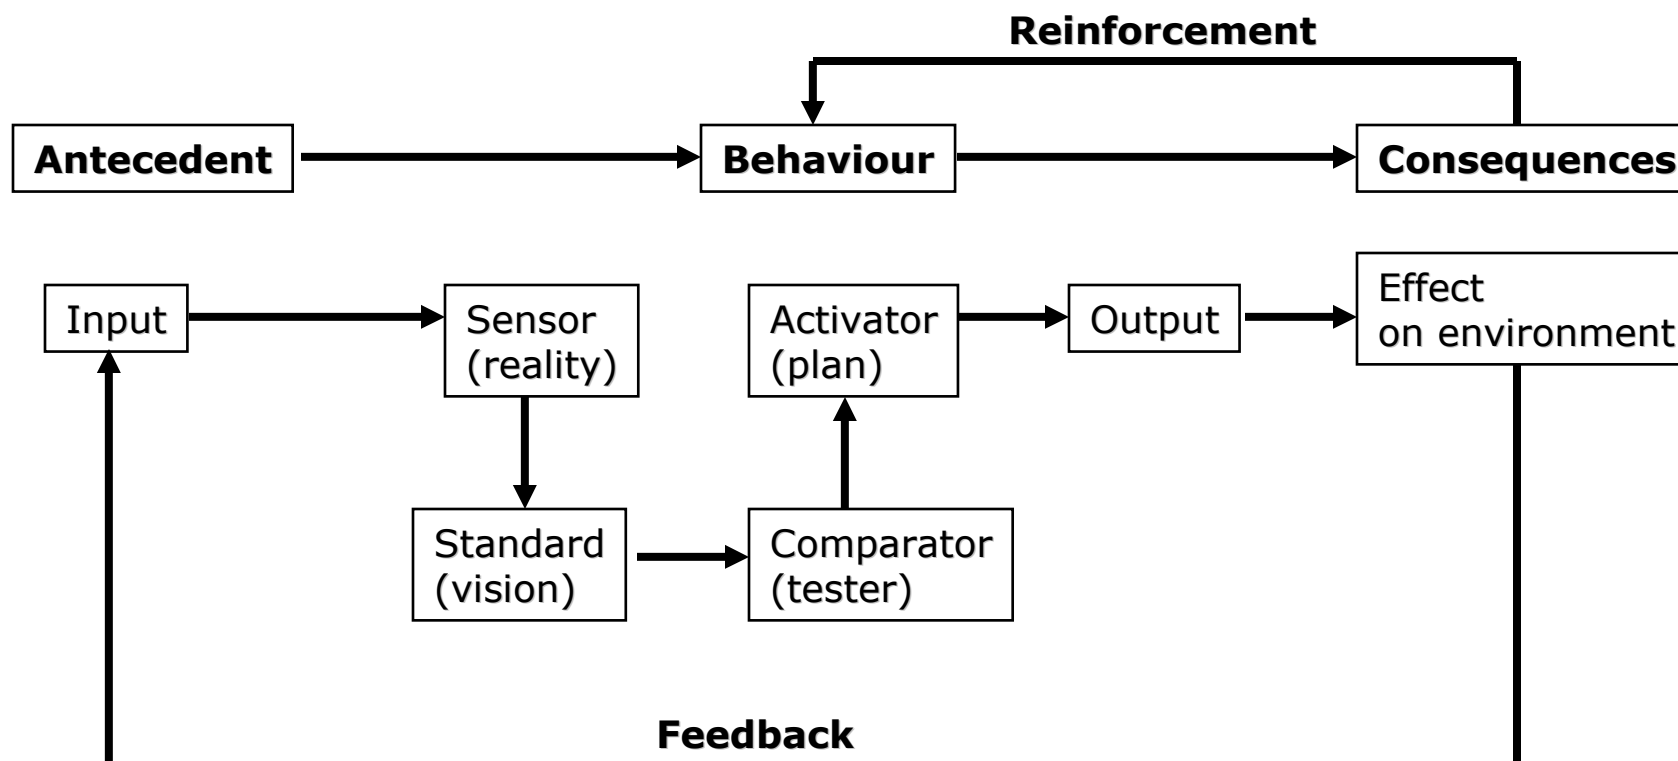 Reinforcement
Antecedent
Behaviour
Consequences
Input
Sensor
(reality)
Activator
(plan)
Output
Effect
on environment
Standard
(vision)
Comparator
(tester)
Feedback